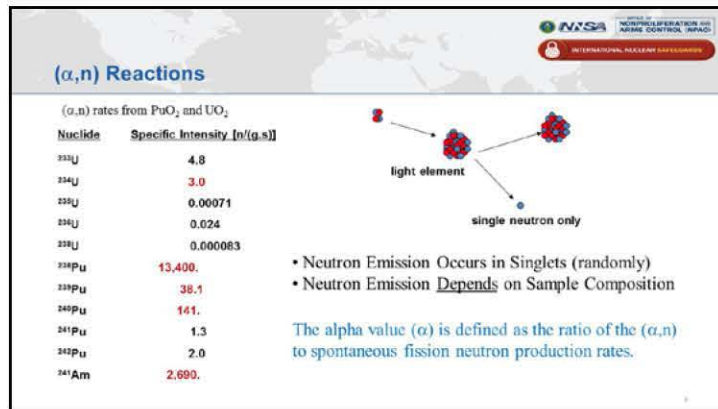 OFFICE OF
NNSA
NONPROLIFERATION AND
ARMS CONTROL (NPAC)
INTERNATIONAL NUCLEAR SAFEGUARDS
(α,n) Reactions
(α,n) rates from PuO₂ and UO₂
Nuclide Specific Intensity [n/(g.s)]
²³³U 4.8
²³⁴U 3.0
²³⁵U 0.00071
²³⁶U 0.024
²³⁸U 0.000083
²³⁸Pu 13,400.
²³⁹Pu 38.1
²⁴⁰Pu 141.
²⁴¹Pu 1.3
²⁴²Pu 2.0
²⁴¹Am 2,690.
light element
single neutron only
• Neutron Emission Occurs in Singlets (randomly)
• Neutron Emission Depends on Sample Composition
The alpha value (α) is defined as the ratio of the (α,n)
to spontaneous fission neutron production rates.